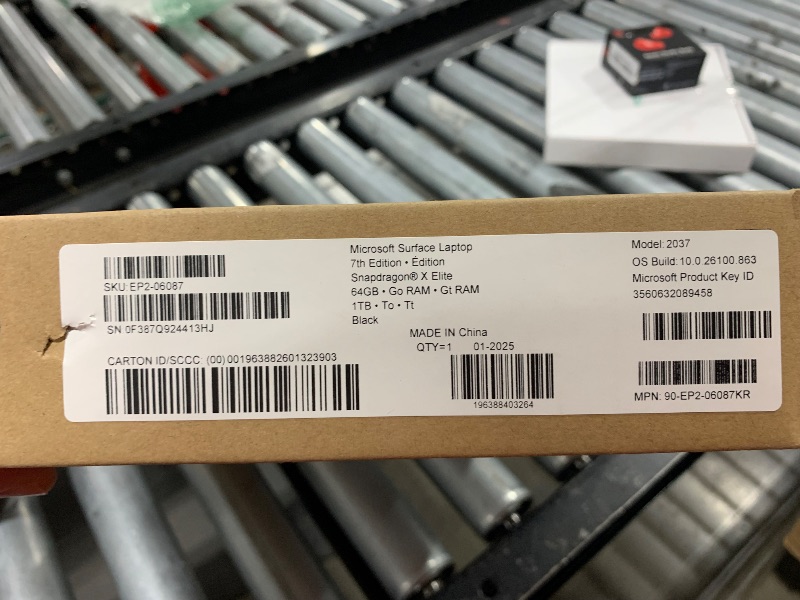 SKU: EP2-06087
SN 0F387Q924413HJ
CARTON ID/SCCC (00)001963882601323903
Microsoft Surface Laptop
7th Edition • Édition
Snapdragon® X Elite
64GB • Go RAM • Gt RAM
1TB • To • Tt
Black
MADE IN China
QTY=1 01-2025
196388403264
Model: 2037
OS Build: 10.0.26100.863
Microsoft Product Key ID
3560632089458
MPN: 90-EP2-06087KR